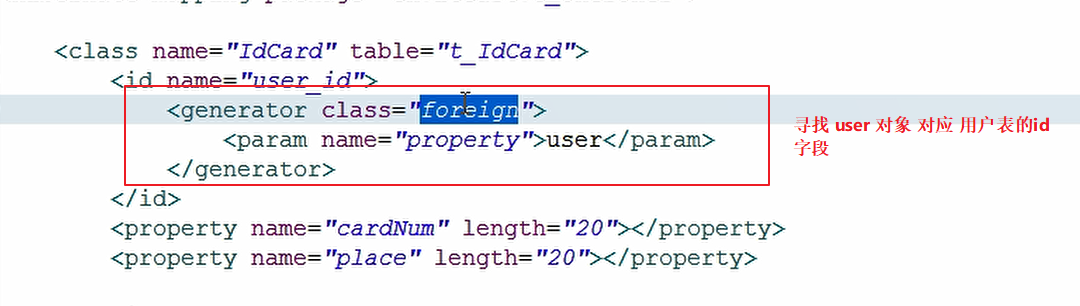 <class name="IdCard" table="t_IdCard">
<id name="user_id">
<generator class="foreign">
<param name="property">user</param>
</generator>
</id>
<property name="cardNum" length="20"></property>
<property name="place" length="20"></property>
寻找 user 对象 对应 用户表的id
字段